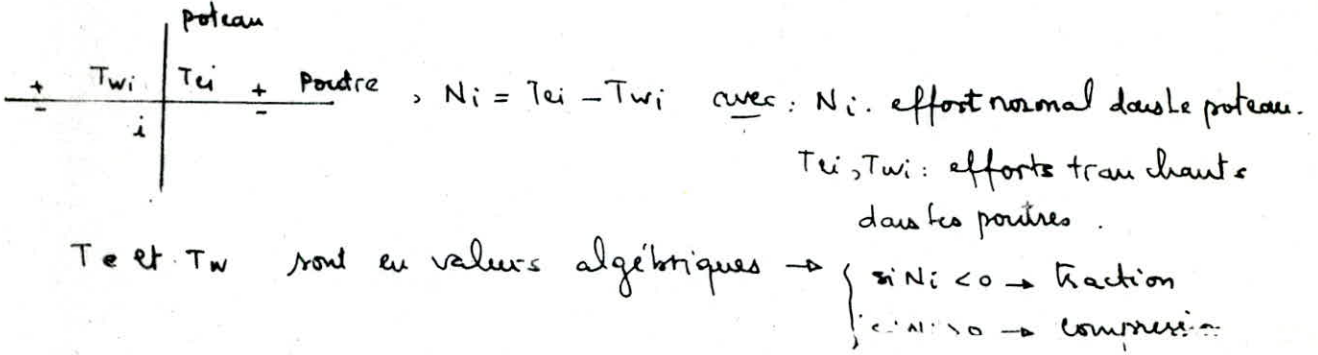 poteau
+ Twi Tei + Poutre , Ni = Tei - Twi avec : Ni. effort normal dans le poteau.
- -
i
Tei, Twi : efforts tranchants
dans les poutres .
Te et Tw sont en valeurs algébriques → { si Ni < 0 → traction
si Ni > 0 → compression